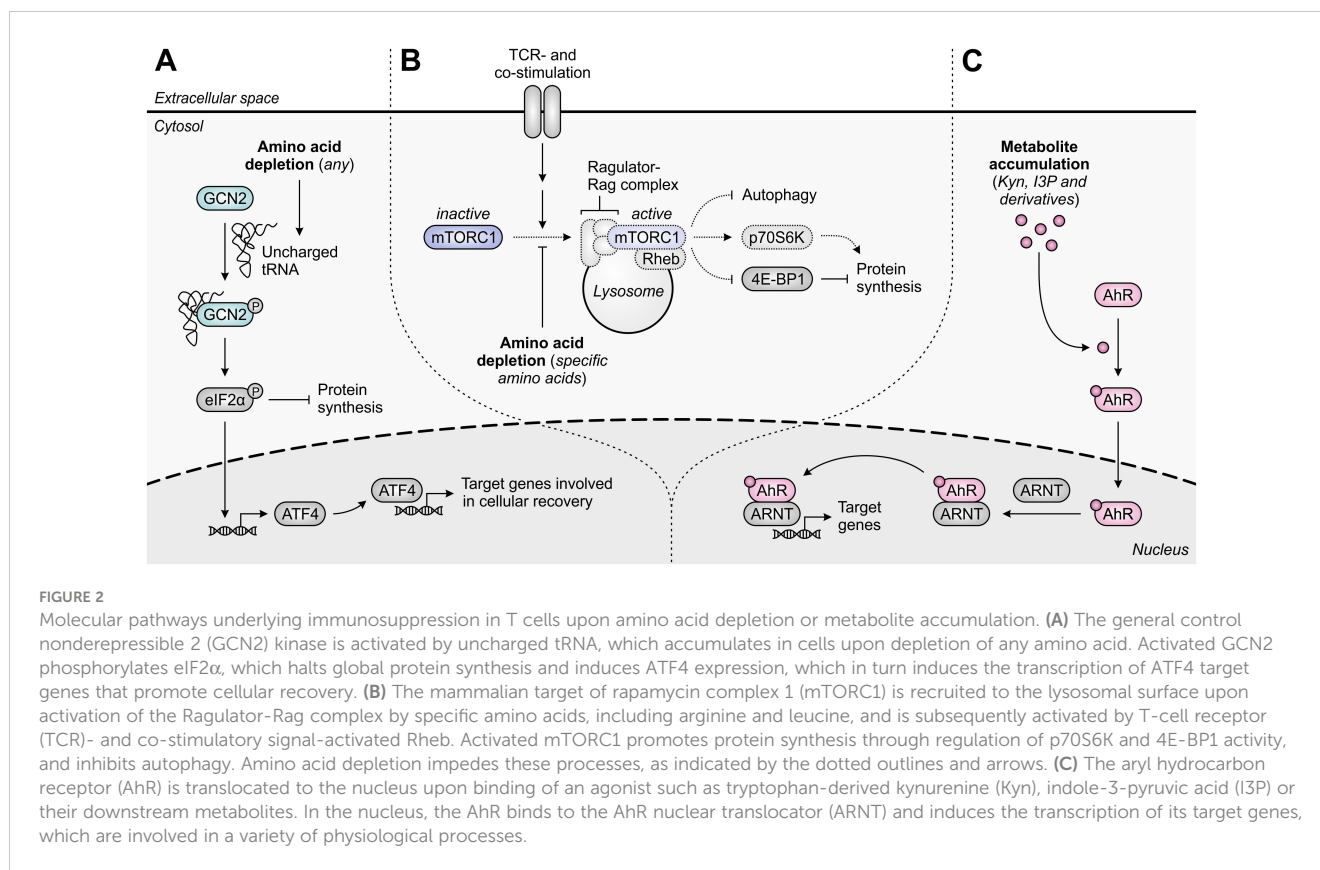 A
B
C
TCR- and
co-stimulation
Extracellular space
Cytosol
Amino acid
depletion (any)
GCN2
Uncharged
tRNA
GCN2
P
eIF2α
P
Protein
synthesis
ATF4
ATF4
Target genes involved
in cellular recovery
Ragulator-
Rag complex
inactive
mTORC1
active
mTORC1
Rheb
Lysosome
Autophagy
p70S6K
4E-BP1
Protein
synthesis
Amino acid
depletion (specific
amino acids)
Metabolite
accumulation
(Kyn, I3P and
derivatives)
AhR
AhR
AhR
ARNT
AhR
ARNT
AhR
ARNT
Target
genes
Nucleus
FIGURE 2
Molecular pathways underlying immunosuppression in T cells upon amino acid depletion or metabolite accumulation. (A) The general control
nonderepressible 2 (GCN2) kinase is activated by uncharged tRNA, which accumulates in cells upon depletion of any amino acid. Activated GCN2
phosphorylates eIF2α, which halts global protein synthesis and induces ATF4 expression, which in turn induces the transcription of ATF4 target
genes that promote cellular recovery. (B) The mammalian target of rapamycin complex 1 (mTORC1) is recruited to the lysosomal surface upon
activation of the Ragulator-Rag complex by specific amino acids, including arginine and leucine, and is subsequently activated by T-cell receptor
(TCR)- and co-stimulatory signal-activated Rheb. Activated mTORC1 promotes protein synthesis through regulation of p70S6K and 4E-BP1 activity,
and inhibits autophagy. Amino acid depletion impedes these processes, as indicated by the dotted outlines and arrows. (C) The aryl hydrocarbon
receptor (AhR) is translocated to the nucleus upon binding of an agonist such as tryptophan-derived kynurenine (Kyn), indole-3-pyruvic acid (I3P) or
their downstream metabolites. In the nucleus, the AhR binds to the AhR nuclear translocator (ARNT) and induces the transcription of its target genes,
which are involved in a variety of physiological processes.